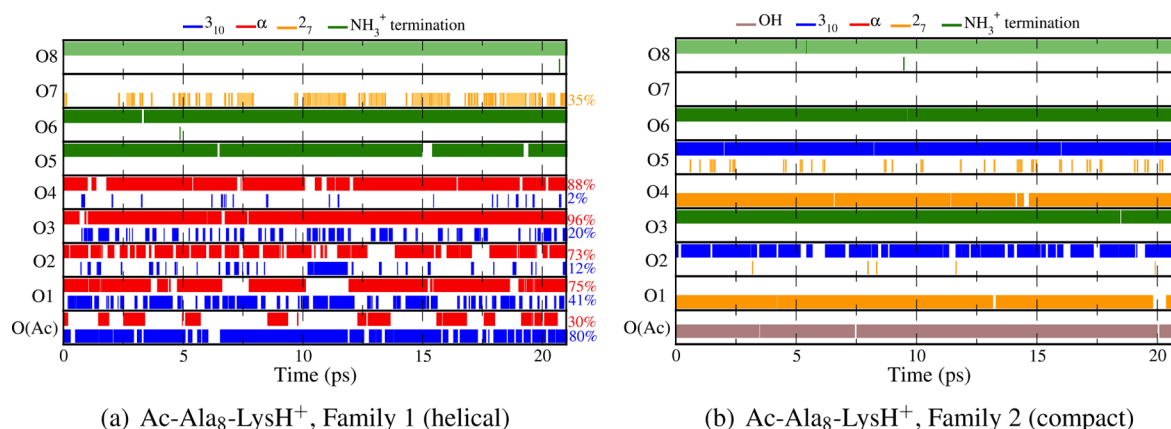 3₁₀ α 2₇ NH₃⁺ termination
O8
O7
35%
O6
O5
O4
88%
2%
O3
96%
20%
O2
73%
12%
O1
75%
41%
O(Ac)
30%
80%
0 5 10 15 20
Time (ps)
(a) Ac-Ala₈-LysH⁺, Family 1 (helical)
OH 3₁₀ α 2₇ NH₃⁺ termination
O8
O7
O6
O5
O4
O3
O2
O1
O(Ac)
0 5 10 15 20
Time (ps)
(b) Ac-Ala₈-LysH⁺, Family 2 (compact)